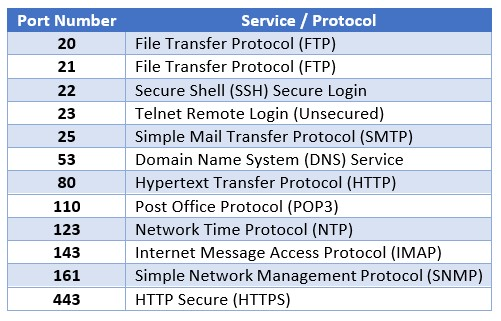 Port Number Service / Protocol
20 File Transfer Protocol (FTP)
21 File Transfer Protocol (FTP)
22 Secure Shell (SSH) Secure Login
23 Telnet Remote Login (Unsecured)
25 Simple Mail Transfer Protocol (SMTP)
53 Domain Name System (DNS) Service
80 Hypertext Transfer Protocol (HTTP)
110 Post Office Protocol (POP3)
123 Network Time Protocol (NTP)
143 Internet Message Access Protocol (IMAP)
161 Simple Network Management Protocol (SNMP)
443 HTTP Secure (HTTPS)